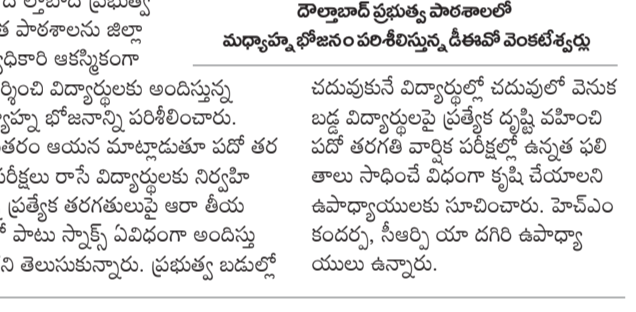 దౌల్తాబాద్ ప్రభుత్వ
త పాఠశాలను జిల్లా
ధికారి ఆకస్మికంగా
ర్శించి విద్యార్థులకు అందిస్తున్న
హ్న భోజనాన్ని పరిశీలించారు.
తరం ఆయన మాట్లాడుతూ పదో తర
పరీక్షలు రాసే విద్యార్థులకు నిర్వహి
ప్రత్యేక తరగతులుపై ఆరా తీయ
తో పాటు స్నాక్స్ ఏవిధంగా అందిస్తు
ని తెలుసుకున్నారు. ప్రభుత్వ బడుల్లో
దౌల్తాబాద్ ప్రభుత్వ పాఠశాలలో
మధ్యాహ్న భోజనం పరిశీలిస్తున్న డీఈవో వెంకటేశ్వర్లు
చదువుకునే విద్యార్థుల్లో చదువులో వెనుక
బడ్డ విద్యార్థులపై ప్రత్యేక దృష్టి వహించి
పదో తరగతి వార్షిక పరీక్షల్లో ఉన్నత ఫలి
తాలు సాధించే విధంగా కృషి చేయాలని
ఉపాధ్యాయులకు సూచించారు. హెచ్ఎం
కందర్ప, సీఆర్పి యా దగిరి ఉపాధ్యా
యులు ఉన్నారు.